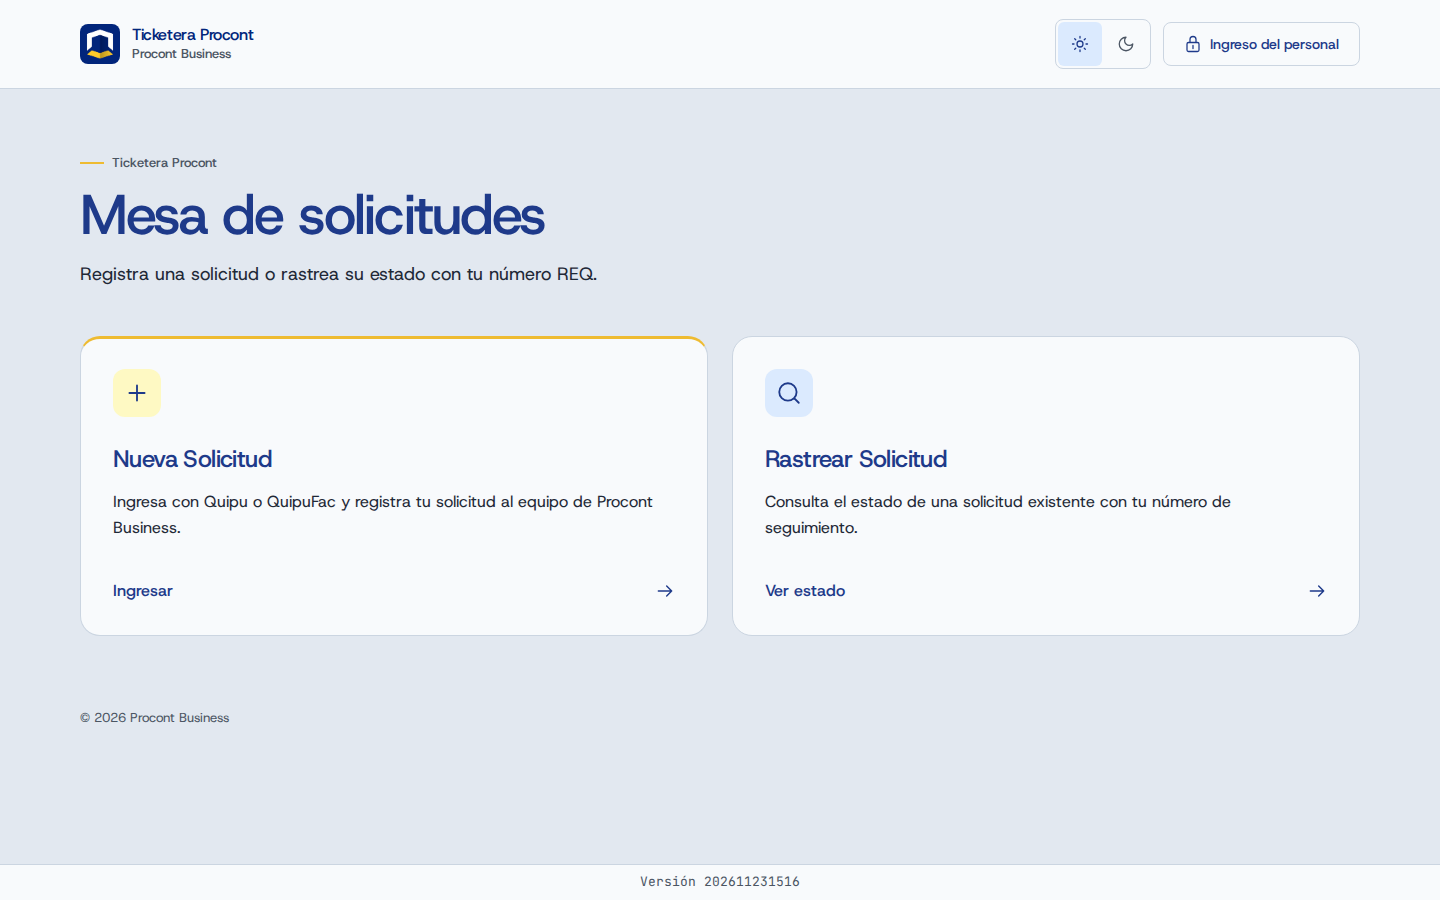 Ticketera Procont
Procont Business
Ingreso del personal
Ticketera Procont
Mesa de solicitudes
Registra una solicitud o rastrea su estado con tu número REQ.
Nueva Solicitud
Ingresa con Quipu o QuipuFac y registra tu solicitud al equipo de Procont
Business.
Ingresar
Rastrear Solicitud
Consulta el estado de una solicitud existente con tu número de
seguimiento.
Ver estado
© 2026 Procont Business
Versión 202611231516